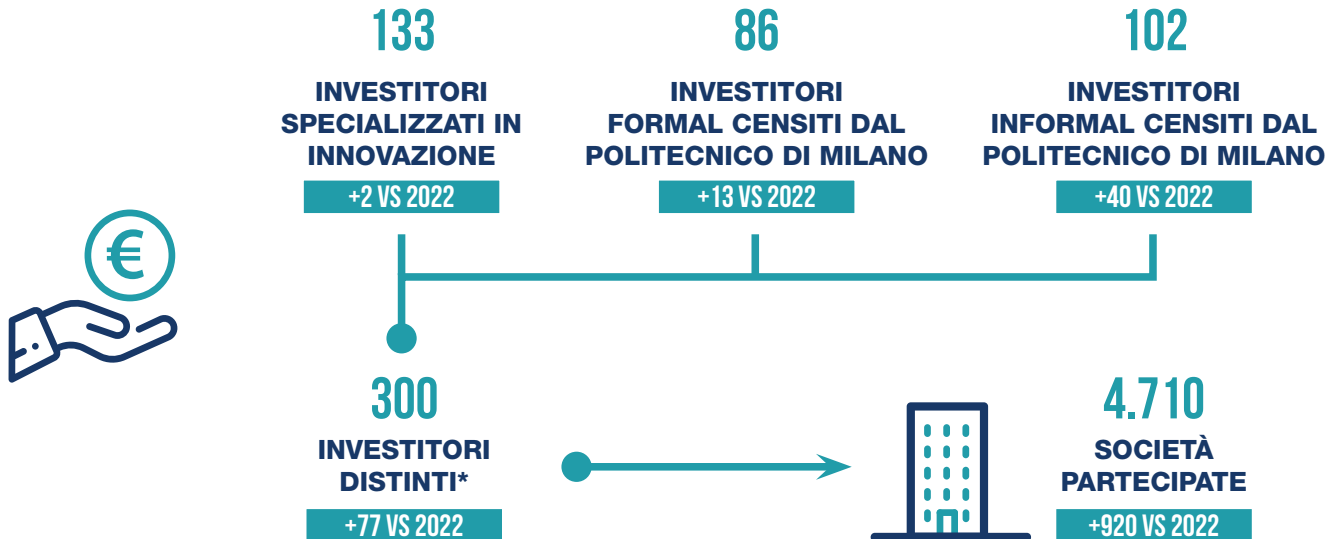 133
INVESTITORI
SPECIALIZZATI IN
INNOVAZIONE
+2 VS 2022
86
INVESTITORI
FORMAL CENSITI DAL
POLITECNICO DI MILANO
+13 VS 2022
102
INVESTITORI
INFORMAL CENSITI DAL
POLITECNICO DI MILANO
+40 VS 2022
€
300
INVESTITORI
DISTINTI*
+77 VS 2022
4.710
SOCIETÀ
PARTECIPATE
+920 VS 2022